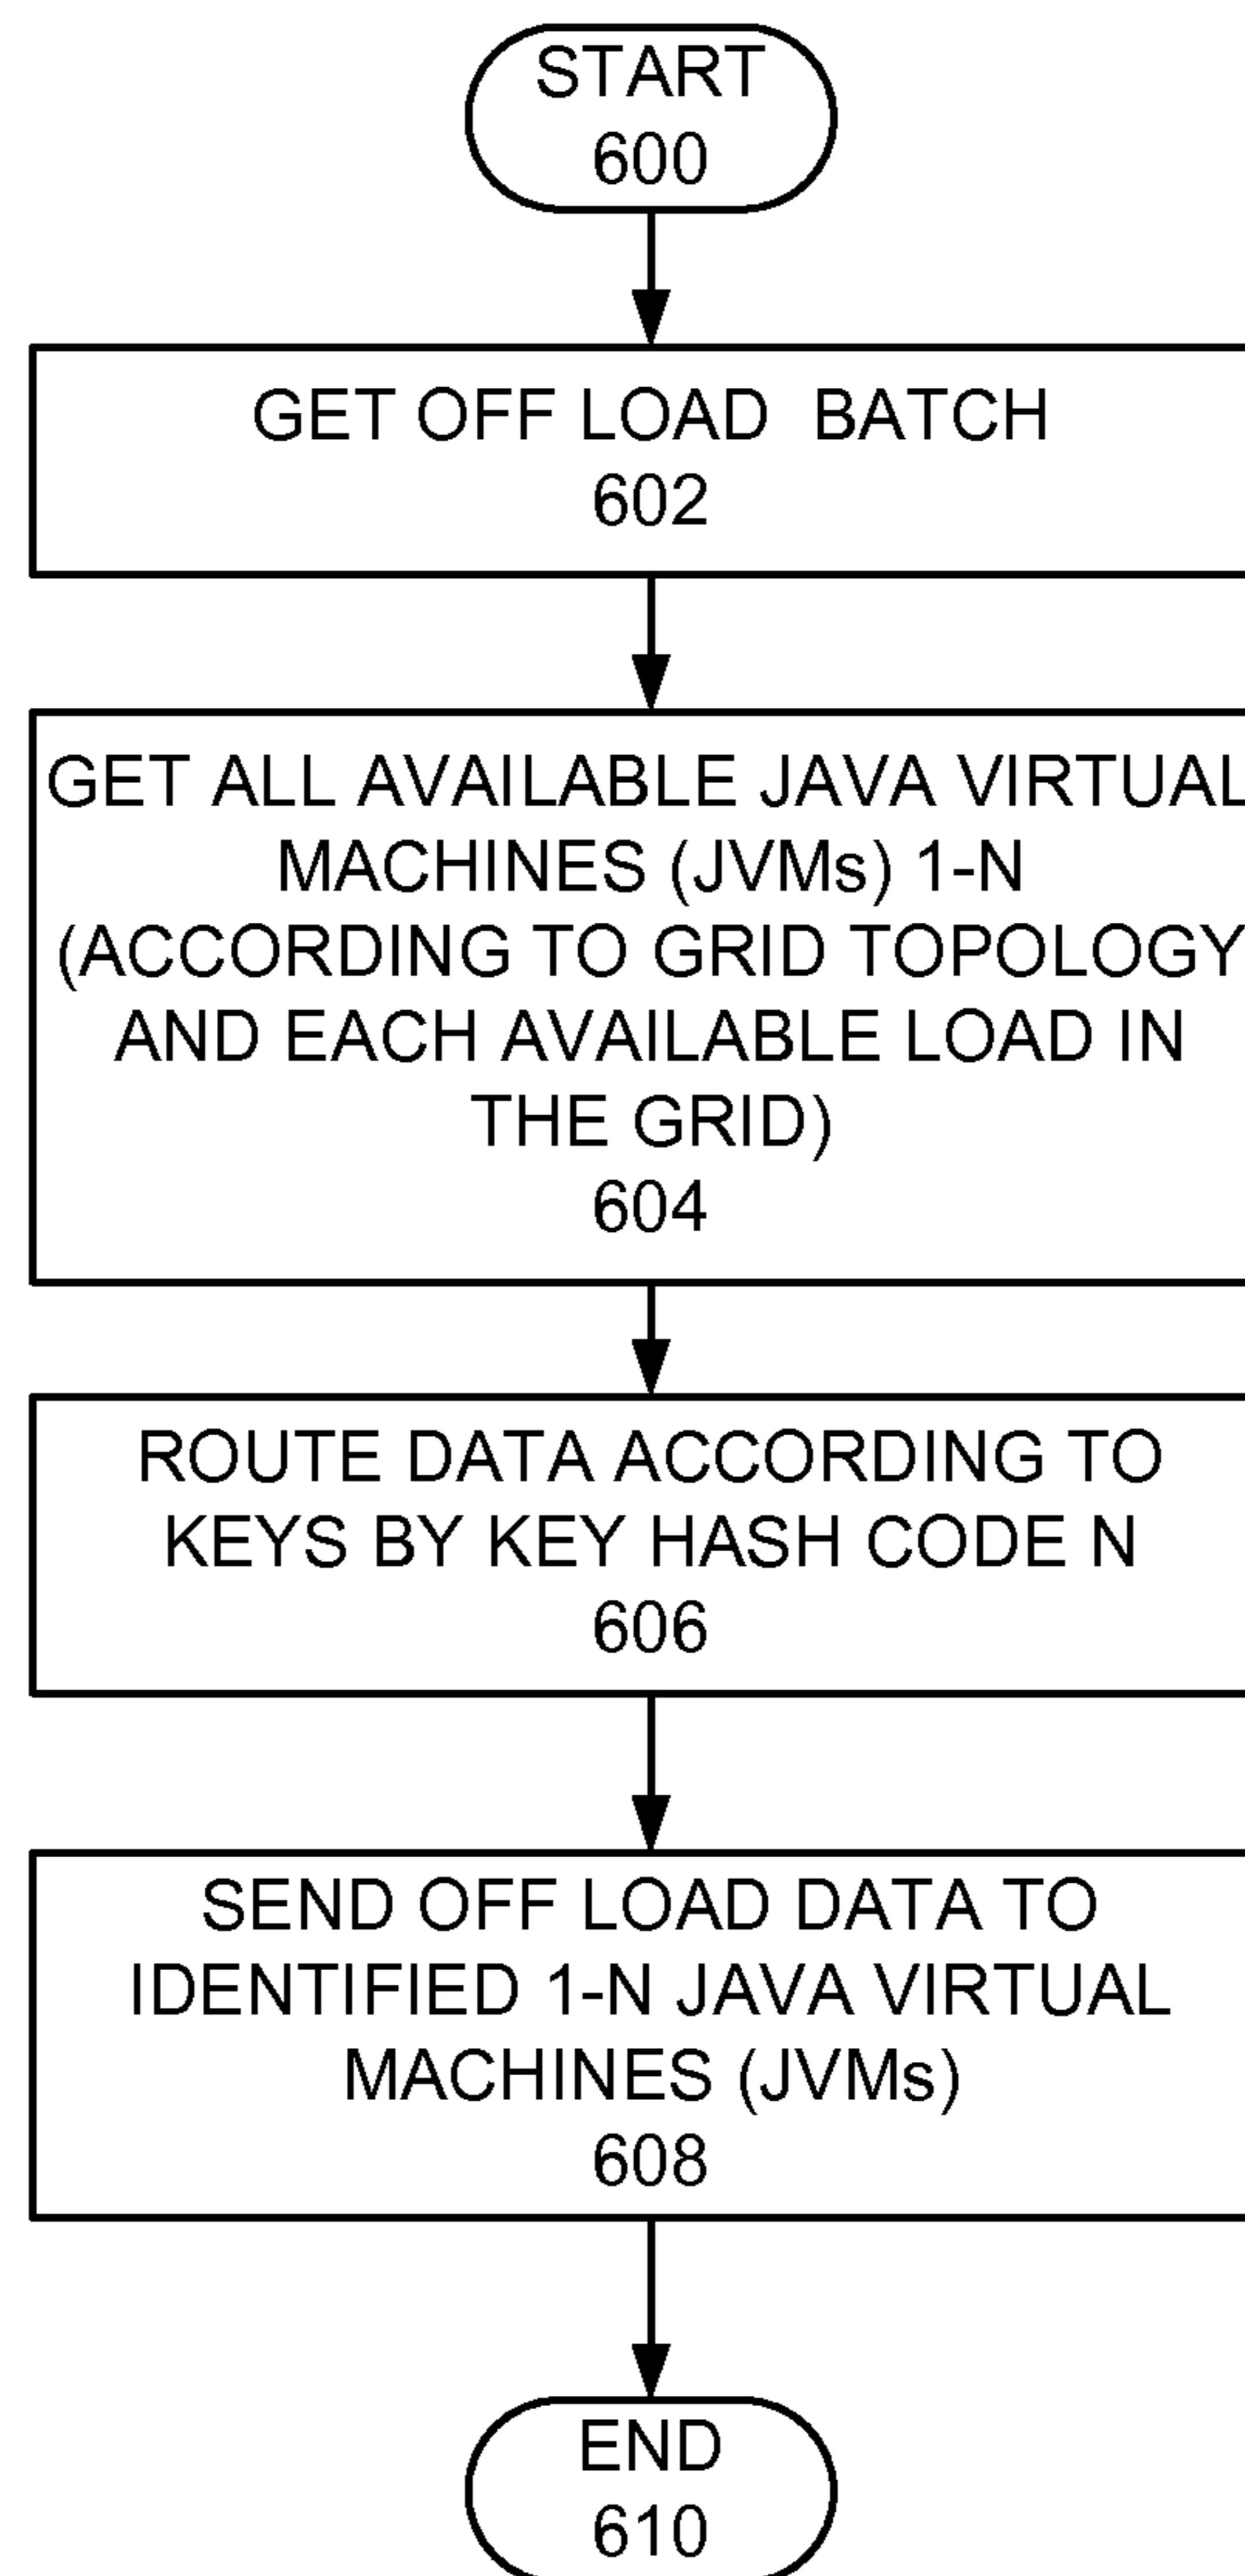 START
600
GET OFF LOAD BATCH
602
GET ALL AVAILABLE JAVA VIRTUAL
MACHINES (JVMs) 1-N
(ACCORDING TO GRID TOPOLOGY
AND EACH AVAILABLE LOAD IN
THE GRID)
604
ROUTE DATA ACCORDING TO
KEYS BY KEY HASH CODE N
606
SEND OFF LOAD DATA TO
IDENTIFIED 1-N JAVA VIRTUAL
MACHINES (JVMs)
608
END
610